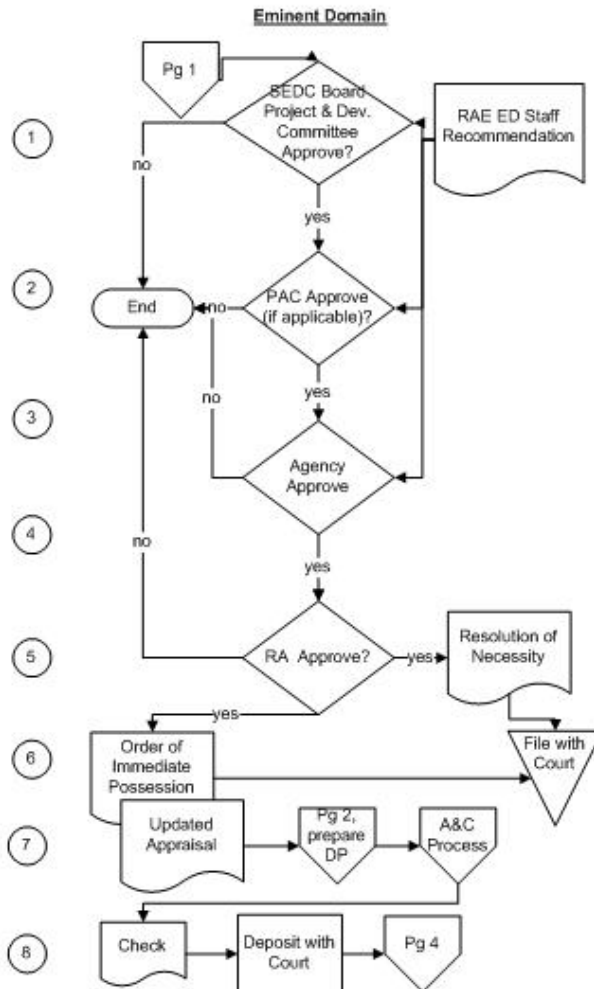 Eminent Domain
Pg 1
SEDC Board
Project & Dev.
Committee
Approve?
RAE ED Staff
Recommendation
1
no
yes
2
End
no
PAC Approve
(if applicable)?
yes
3
no
Agency
Approve
4
no
yes
5
RA Approve?
yes
Resolution of
Necessity
yes
6
Order of
Immediate
Possession
File with
Court
7
Updated
Appraisal
Pg 2,
prepare
DP
A&C
Process
8
Check
Deposit with
Court
Pg 4